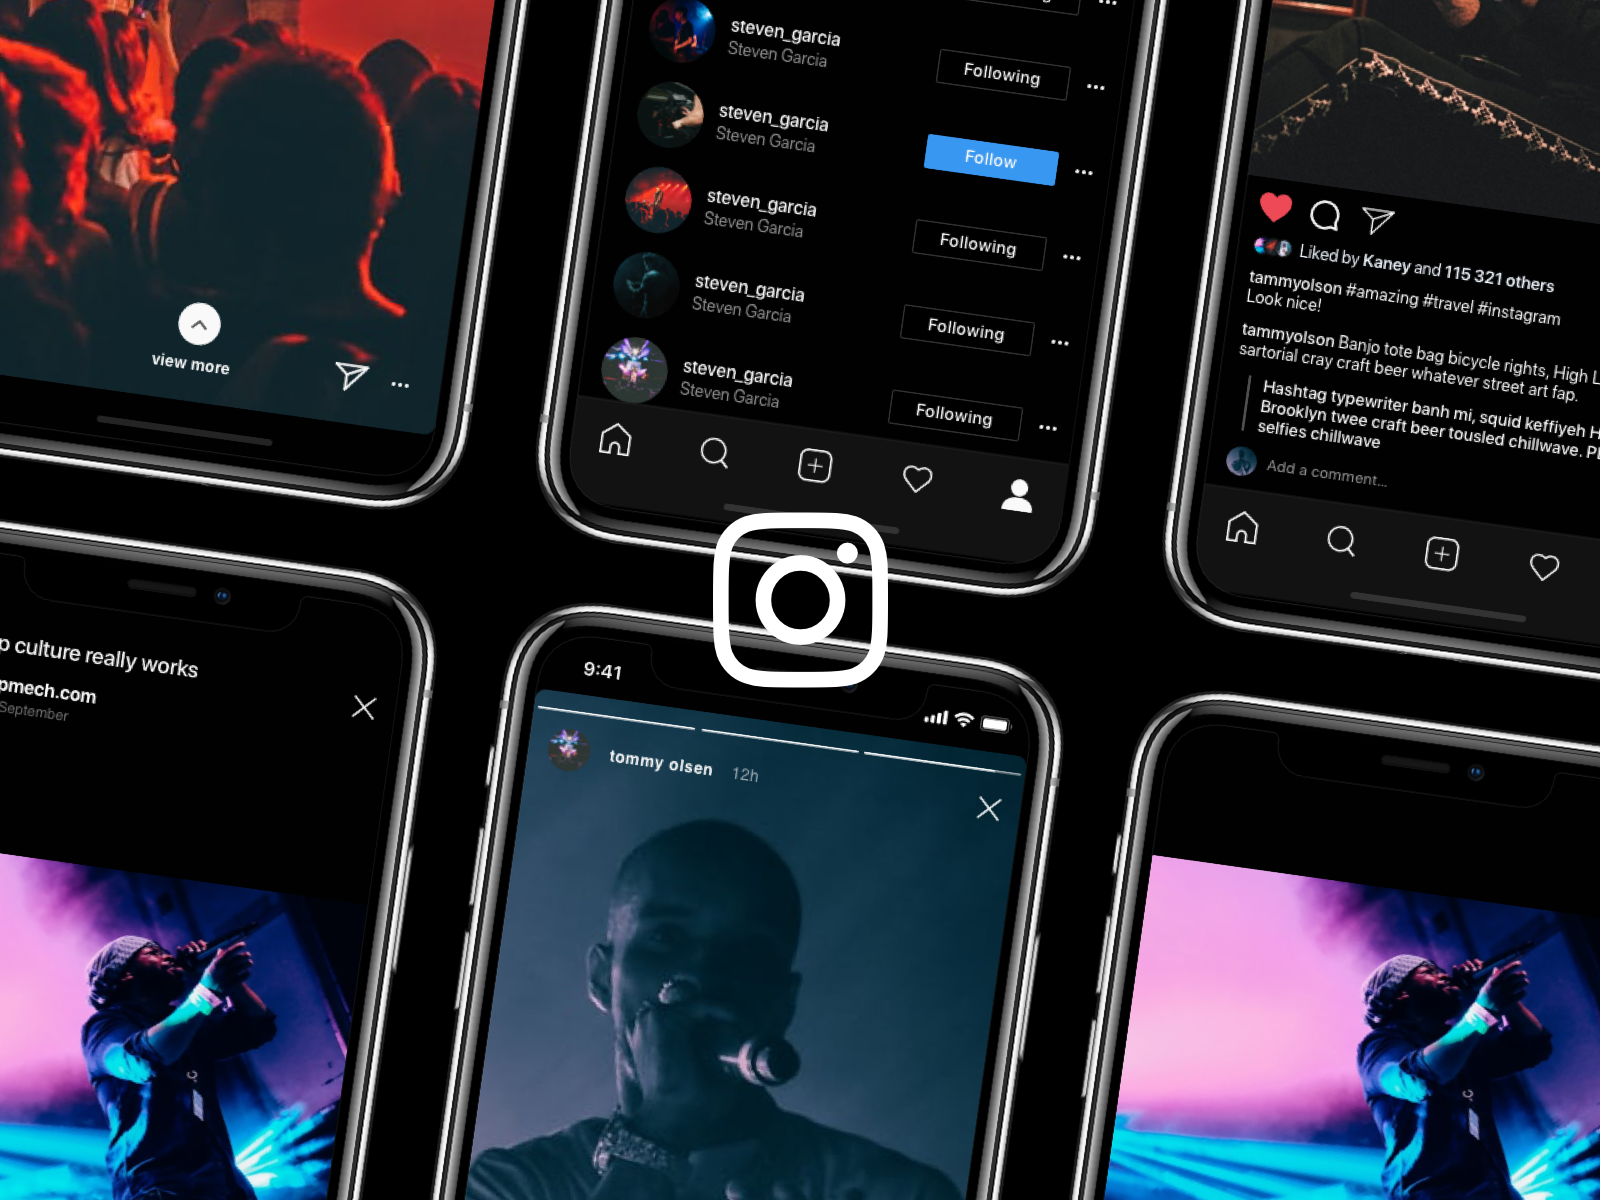 steven_garcia
Steven Garcia
Following
steven_garcia
Steven Garcia
Follow
steven_garcia
Steven Garcia
Following
steven_garcia
Steven Garcia
Following
steven_garcia
Steven Garcia
Following
view more
Liked by Kaney and 115 321 others
tammyolson #amazing #travel #instagram
Look nice!
tammyolson Banjo tote bag bicycle rights, High L
sartorial cray craft beer whatever street art fap.
Hashtag typewriter banh mi, squid keffiyeh H
Brooklyn twee craft beer tousled chillwave. P
selfies chillwave
Add a comment...
p culture really works
pmech.com
September
9:41
tommy olsen 12h